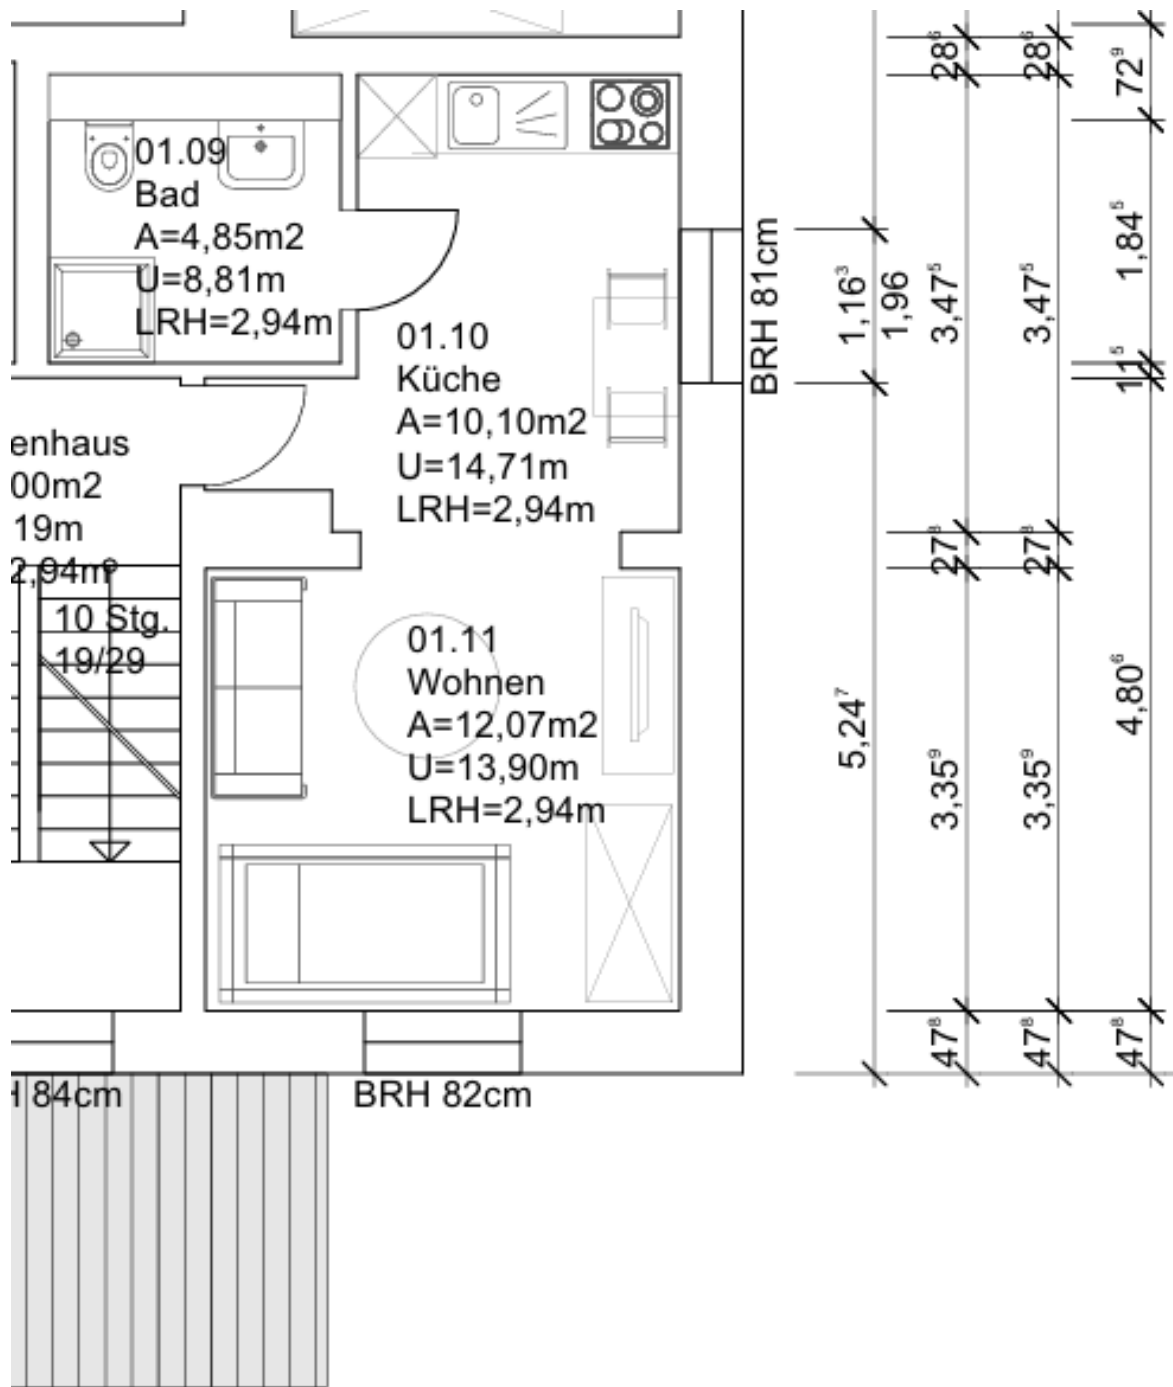 01.09
Bad
A=4,85m2
U=8,81m
LRH=2,94m
01.10
Küche
A=10,10m2
U=14,71m
LRH=2,94m
enhaus
00m2
19m
2,94m
10 Stg.
19/29
01.11
Wohnen
A=12,07m2
U=13,90m
LRH=2,94m
BRH 81cm
H 84cm
BRH 82cm
1,16³
1,96
5,24⁷
28⁶
3,47⁵
27⁸
3,35⁹
47⁸
28⁶
3,47⁵
27⁸
3,35⁹
47⁸
72⁹
1,84⁵
11⁵
4,80⁶
47⁸